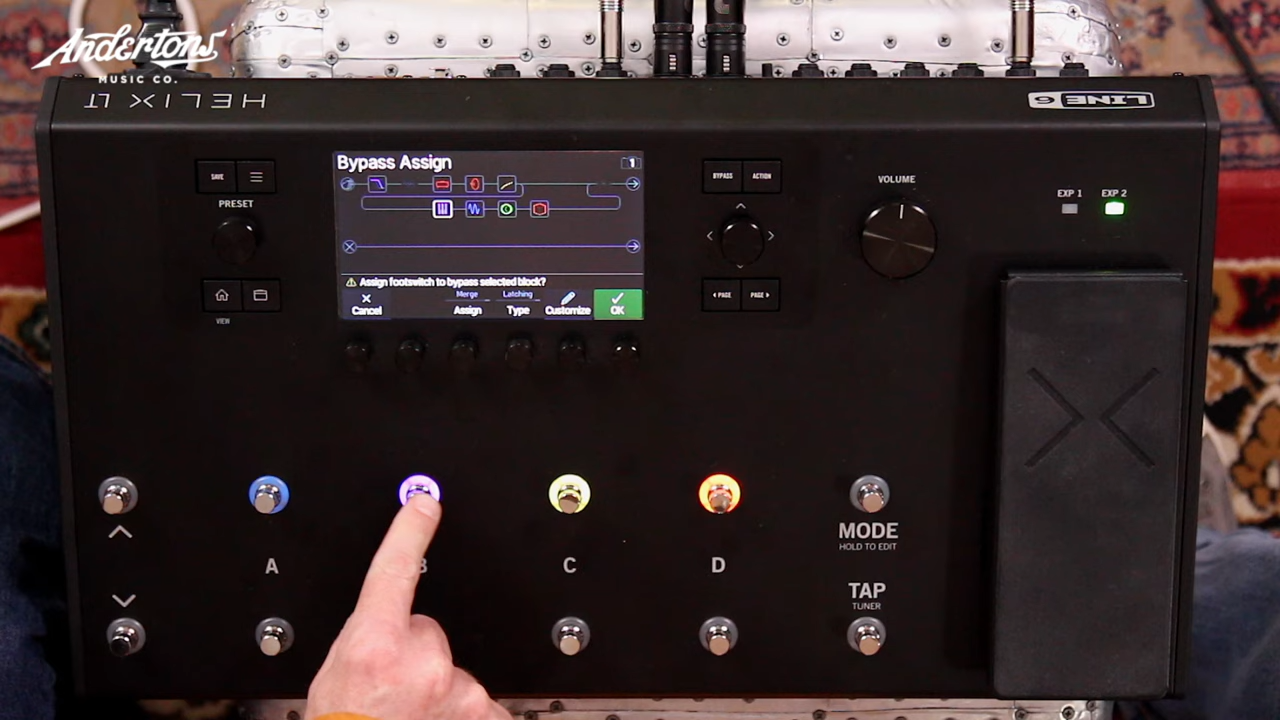 Andertons
MUSIC CO.
HELIX LT
LINE 6
SAVE
PRESET
VIEW
Bypass Assign
1
Assign footswitch to bypass selected block?
Cancel
Merge
Assign
Latching
Type
Customize
OK
BYPASS
ACTION
PAGE
PAGE
VOLUME
EXP 1
EXP 2
A
B
C
D
MODE
HOLD TO EDIT
TAP
TUNER